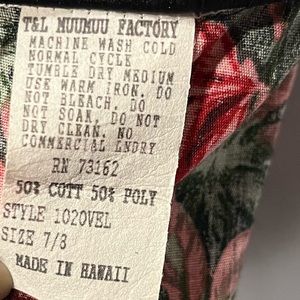 T&L MUUMUU FACTORY
MACHINE WASH COLD
NORMAL CYCLE
TUMBLE DRY MEDIUM
USE WARM IRON. DO
NOT BLEACH. DO
NOT SOAK. DO NOT
DRY CLEAN. NO
COMMERCIAL LNDRY
RN 73162
50% COTT 50% POLY
STYLE 1020VEL
SIZE 7/8
MADE IN HAWAII